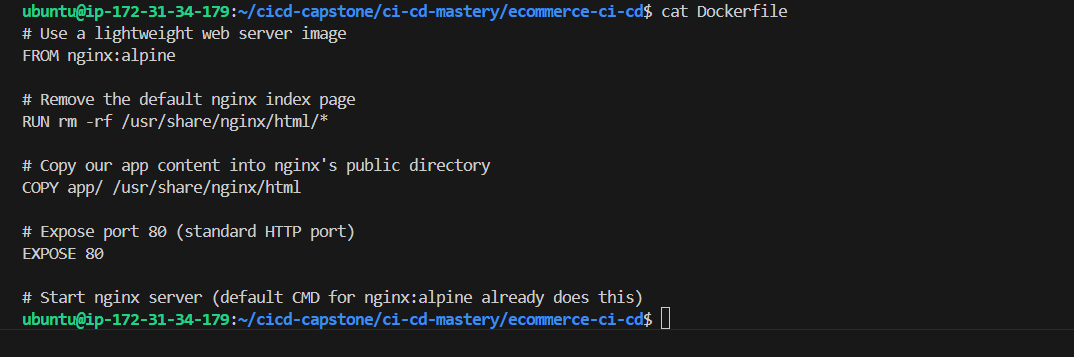 ubuntu@ip-172-31-34-179:~/cicd-capstone/ci-cd-mastery/ecommerce-ci-cd$ cat Dockerfile
# Use a lightweight web server image
FROM nginx:alpine
# Remove the default nginx index page
RUN rm -rf /usr/share/nginx/html/*
# Copy our app content into nginx's public directory
COPY app/ /usr/share/nginx/html
# Expose port 80 (standard HTTP port)
EXPOSE 80
# Start nginx server (default CMD for nginx:alpine already does this)
ubuntu@ip-172-31-34-179:~/cicd-capstone/ci-cd-mastery/ecommerce-ci-cd$